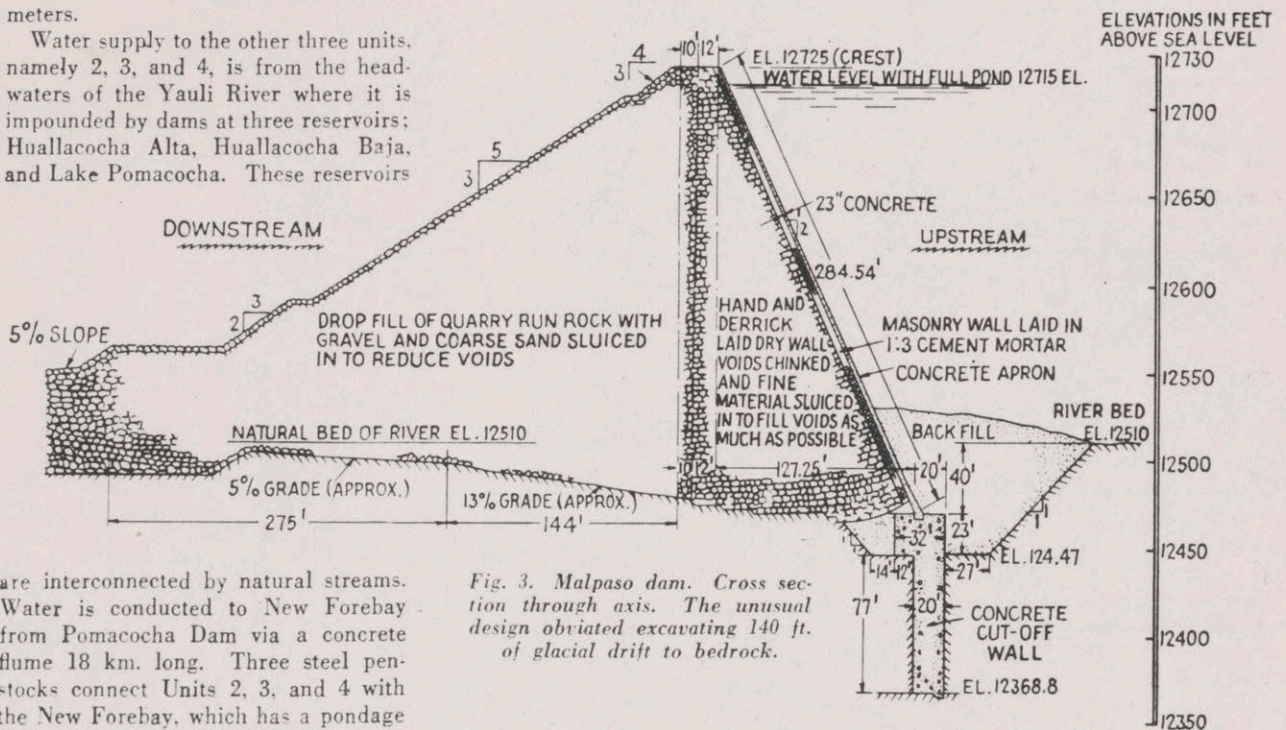 meters.
Water supply to the other three units,
namely 2, 3, and 4, is from the head-
waters of the Yauli River where it is
impounded by dams at three reservoirs;
Huallacocha Alta, Huallacocha Baja,
and Lake Pomacocha. These reservoirs
ELEVATIONS IN FEET
ABOVE SEA LEVEL
12730
12700
12650
12600
12550
12500
12450
12400
12350
10' 12'
EL. 12725 (CREST)
WATER LEVEL WITH FULL POND 12715 EL.
4
3
5
3
3
2
DOWNSTREAM
5% SLOPE
23" CONCRETE
1
2
UPSTREAM
284.54'
DROP FILL OF QUARRY RUN ROCK WITH
GRAVEL AND COARSE SAND SLUICED
IN TO REDUCE VOIDS
HAND AND
DERRICK
LAID DRY WALL
VOIDS CHINKED
AND FINE
MATERIAL SLUICED
IN TO FILL VOIDS AS
MUCH AS POSSIBLE
MASONRY WALL LAID IN
1:3 CEMENT MORTAR
CONCRETE APRON
RIVER BED
EL. 12510
BACK FILL
NATURAL BED OF RIVER EL. 12510
5% GRADE (APPROX.)
13% GRADE (APPROX.)
10' 12'
127.25'
20'
40'
275'
144'
32'
23'
1'
1'
EL. 124.47
14' 12'
27'
77'
20'
CONCRETE
CUT-OFF
WALL
EL. 12368.8
are interconnected by natural streams.
Water is conducted to New Forebay
from Pomacocha Dam via a concrete
flume 18 km. long. Three steel pen-
stocks connect Units 2, 3, and 4 with
the New Forebay, which has a pondage
Fig. 3. Malpaso dam. Cross sec-
tion through axis. The unusual
design obviated excavating 140 ft.
of glacial drift to bedrock.